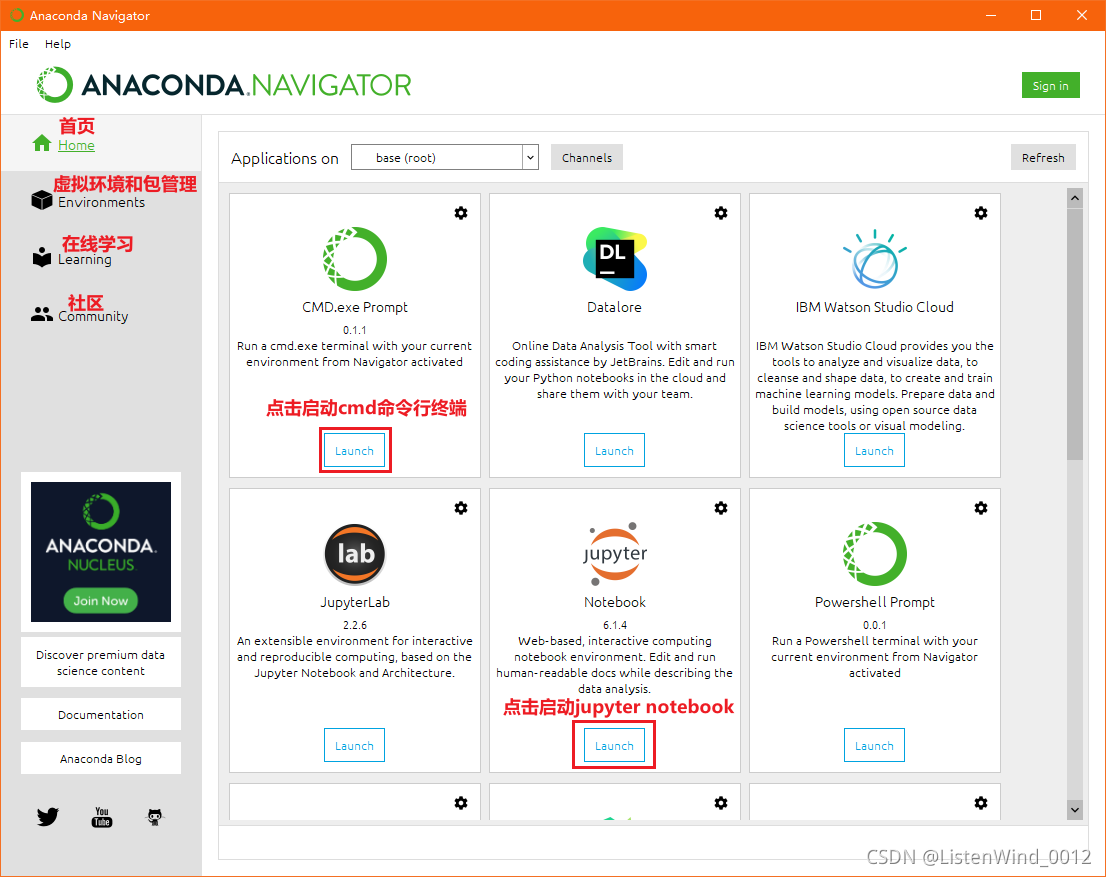 Anaconda Navigator
File Help
ANACONDA.NAVIGATOR
Sign in
首页
Home
虚拟环境和包管理
Environments
在线学习
Learning
社区
Community
ANACONDA.
NUCLEUS
Join Now
Discover premium data
science content
Documentation
Anaconda Blog
You
Tube
Applications on base (root) Channels Refresh
CMD.exe Prompt
0.1.1
Run a cmd.exe terminal with your current
environment from Navigator activated
点击启动cmd命令行终端
Launch
DL
Datalore
Online Data Analysis Tool with smart
coding assistance by JetBrains. Edit and run
your Python notebooks in the cloud and
share them with your team.
Launch
IBM Watson Studio Cloud
IBM Watson Studio Cloud provides you the
tools to analyze and visualize data, to
cleanse and shape data, to create and train
machine learning models. Prepare data and
build models, using open source data
science tools or visual modeling.
Launch
lab
JupyterLab
2.2.6
An extensible environment for interactive
and reproducible computing, based on the
Jupyter Notebook and Architecture.
Launch
jupyter
Notebook
6.1.4
Web-based, interactive computing
notebook environment. Edit and run
human-readable docs while describing the
data analysis.
点击启动jupyter notebook
Launch
Powershell Prompt
0.0.1
Run a Powershell terminal with your
current environment from Navigator
activated
Launch
CSDN @ListenWind_0012